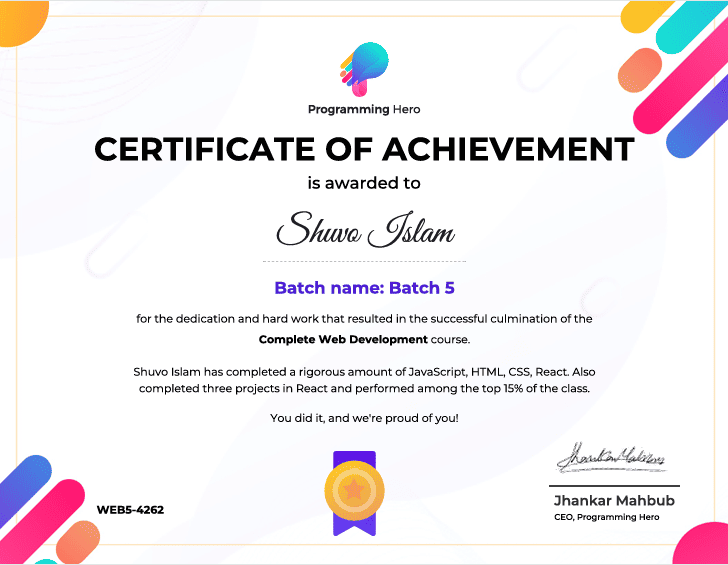 Programming Hero
CERTIFICATE OF ACHIEVEMENT
is awarded to
Shuvo Islam
Batch name: Batch 5
for the dedication and hard work that resulted in the successful culmination of the
Complete Web Development course.
Shuvo Islam has completed a rigorous amount of JavaScript, HTML, CSS, React. Also
completed three projects in React and performed among the top 15% of the class.
You did it, and we're proud of you!
Jhankar Mahbub
CEO, Programming Hero
WEB5-4262